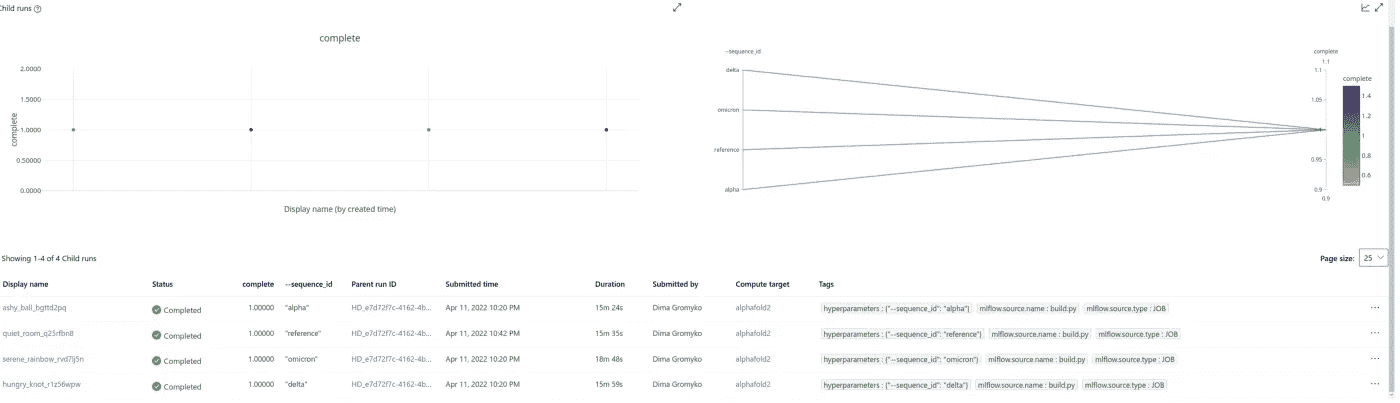 Child runs
complete
2.0000
1.5000
1.0000
0.50000
0.0000
complete
Display name (by created time)
--sequence_id
delta
omicron
reference
alpha
complete
1.1
1.1
1.05
1
0.95
0.9
0.9
complete
1.4
1.2
1
0.8
0.6
Showing 1-4 of 4 Child runs
Page size: 25
Display name Status complete --sequence_id Parent run ID Submitted time Duration Submitted by Compute target Tags
ashy_ball_bgttd2pq Completed 1.00000 "alpha" HD_e7d72f7c-4162-4b... Apr 11, 2022 10:20 PM 15m 24s Dima Gromyko alphafold2 hyperparameters : {"--sequence_id": "alpha"} mlflow.source.name : build.py mlflow.source.type : JOB
quiet_room_q25rfbn8 Completed 1.00000 "reference" HD_e7d72f7c-4162-4b... Apr 11, 2022 10:42 PM 15m 35s Dima Gromyko alphafold2 hyperparameters : {"--sequence_id": "reference"} mlflow.source.name : build.py mlflow.source.type : JOB
serene_rainbow_rvd7lj5n Completed 1.00000 "omicron" HD_e7d72f7c-4162-4b... Apr 11, 2022 10:20 PM 18m 48s Dima Gromyko alphafold2 hyperparameters : {"--sequence_id": "omicron"} mlflow.source.name : build.py mlflow.source.type : JOB
hungry_knot_r1z56wpw Completed 1.00000 "delta" HD_e7d72f7c-4162-4b... Apr 11, 2022 10:20 PM 15m 59s Dima Gromyko alphafold2 hyperparameters : {"--sequence_id": "delta"} mlflow.source.name : build.py mlflow.source.type : JOB